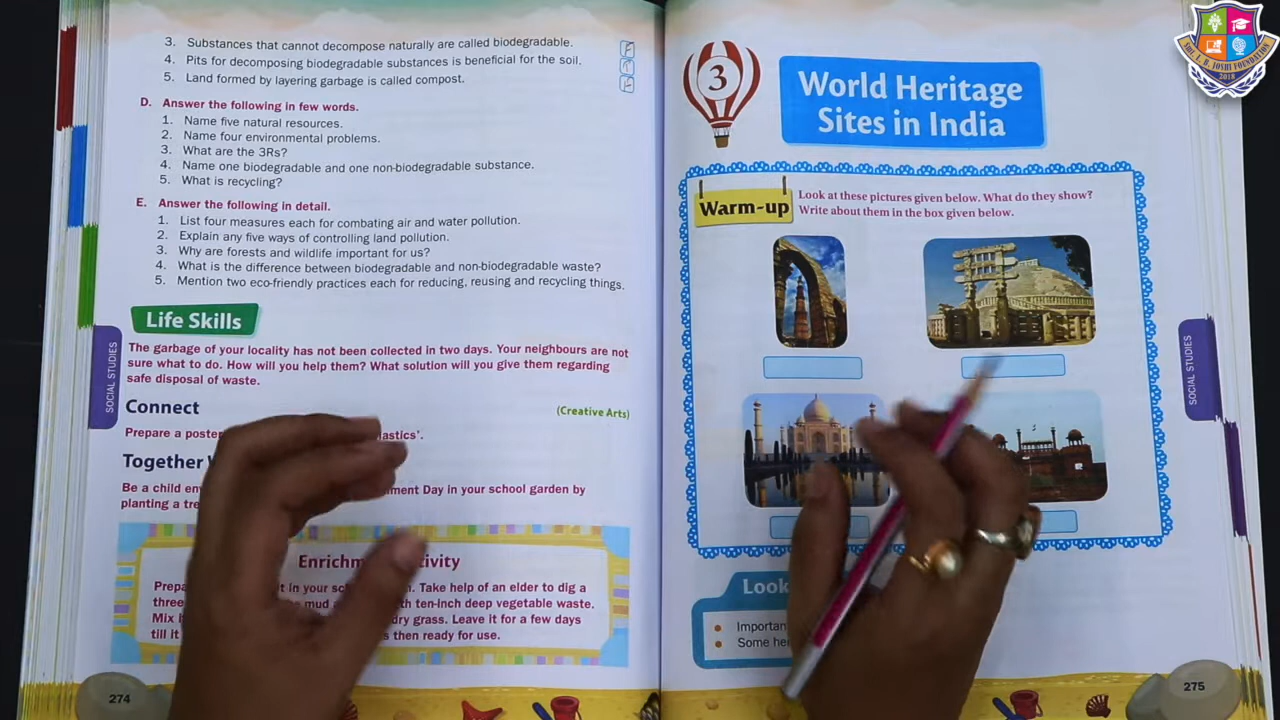 3. Substances that cannot decompose naturally are called biodegradable.
4. Pits for decomposing biodegradable substances is beneficial for the soil.
5. Land formed by layering garbage is called compost.
D. Answer the following in few words.
1. Name five natural resources.
2. Name four environmental problems.
3. What are the 3Rs?
4. Name one biodegradable and one non-biodegradable substance.
5. What is recycling?
E. Answer the following in detail.
1. List four measures each for combating air and water pollution.
2. Explain any five ways of controlling land pollution.
3. Why are forests and wildlife important for us?
4. What is the difference between biodegradable and non-biodegradable waste?
5. Mention two eco-friendly practices each for reducing, reusing and recycling things.
Life Skills
The garbage of your locality has not been collected in two days. Your neighbours are not
sure what to do. How will you help them? What solution will you give them regarding
safe disposal of waste.
Connect
(Creative Arts)
Prepare a poster
Together
Be a child Day in your school garden by
planting a
Enrichment Activity
in your Take help of an elder to dig a
three mud ten-inch deep vegetable waste.
Mix dry grass. Leave it for a few days
till it then ready for use.
274
SOCIAL STUDIES
3
World Heritage
Sites in India
Warm-up
Look at these pictures given below. What do they show?
Write about them in the box given below.
Look
Important
Some
275
SOCIAL STUDIES
SHRI. L. B. JOSHI FOUNDATION
2018